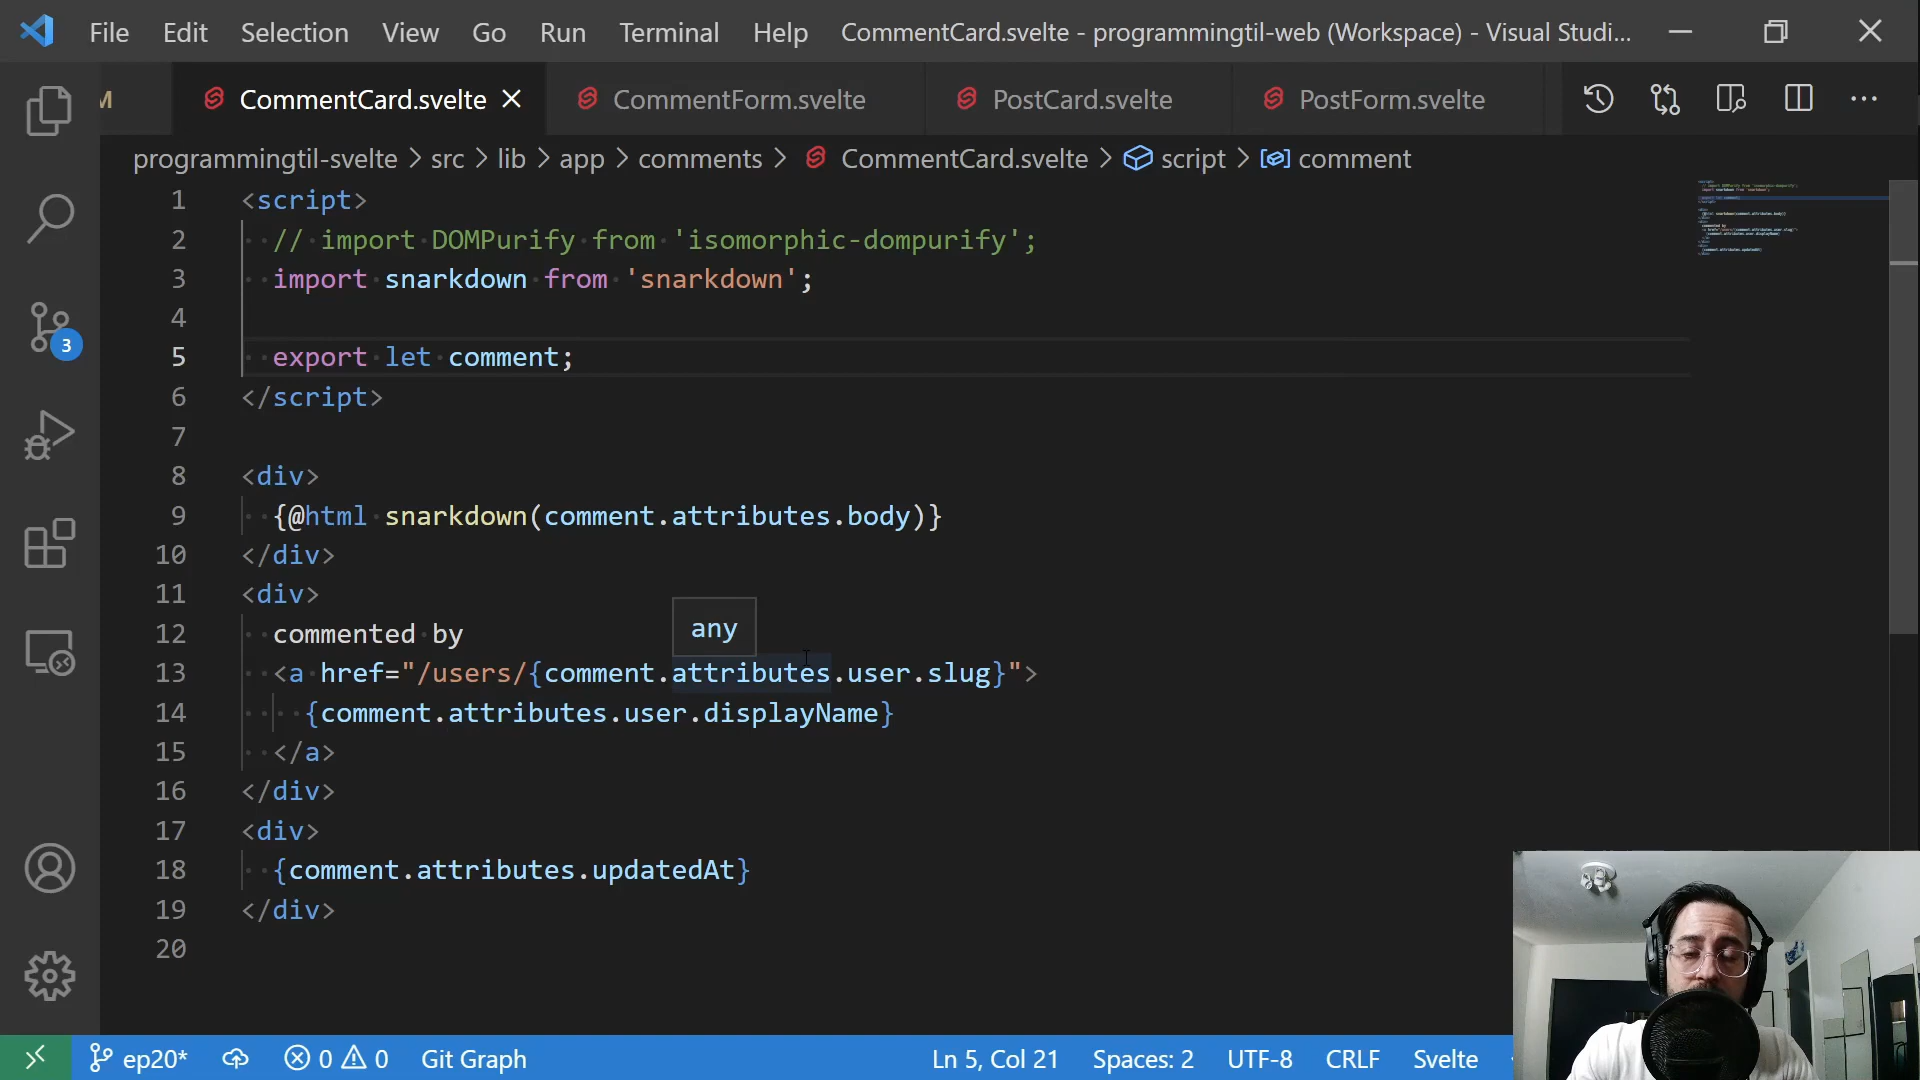 File Edit Selection View Go Run Terminal Help CommentCard.svelte - programmingtil-web (Workspace) - Visual Studi...
M CommentCard.svelte CommentForm.svelte PostCard.svelte PostForm.svelte
programmingtil-svelte > src > lib > app > comments > CommentCard.svelte > script > comment
1 <script>
2 // import DOMPurify from 'isomorphic-dompurify';
3 import snarkdown from 'snarkdown';
4
5 export let comment;
6 </script>
7
8 <div>
9 {@html snarkdown(comment.attributes.body)}
10 </div>
11 <div>
any
12 commented by
13 <a href="/users/{comment.attributes.user.slug}">
14 {comment.attributes.user.displayName}
15 </a>
16 </div>
17 <div>
18 {comment.attributes.updatedAt}
19 </div>
20
3
ep20* 0 0 Git Graph Ln 5, Col 21 Spaces: 2 UTF-8 CRLF Svelte